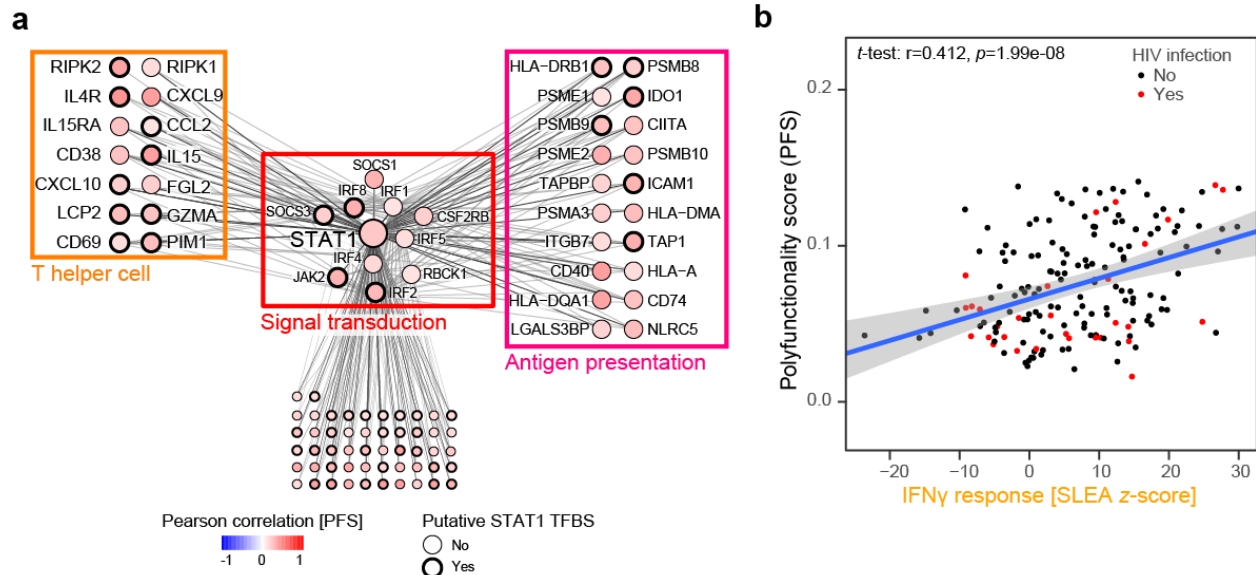 a
RIPK2 RIPK1
IL4R CXCL9
IL15RA CCL2
CD38 IL15
CXCL10 FGL2
LCP2 GZMA
CD69 PIM1
T helper cell
SOCS1
IRF8 IRF1
SOCS3 CSF2RB
STAT1 IRF5
IRF4
JAK2 RBCK1
IRF2
Signal transduction
HLA-DRB1 PSMB8
PSME1 IDO1
PSMB9 CIITA
PSME2 PSMB10
TAPBP ICAM1
PSMA3 HLA-DMA
ITGB7 TAP1
CD40 HLA-A
HLA-DQA1 CD74
LGALS3BP NLRC5
Antigen presentation
Pearson correlation [PFS]
-1 0 1
Putative STAT1 TFBS
No
Yes
b
t-test: r=0.412, p=1.99e-08
HIV infection
No
Yes
Polyfunctionality score (PFS)
0.2
0.1
0.0
−20 −10 0 10 20 30
IFNγ response [SLEA z-score]